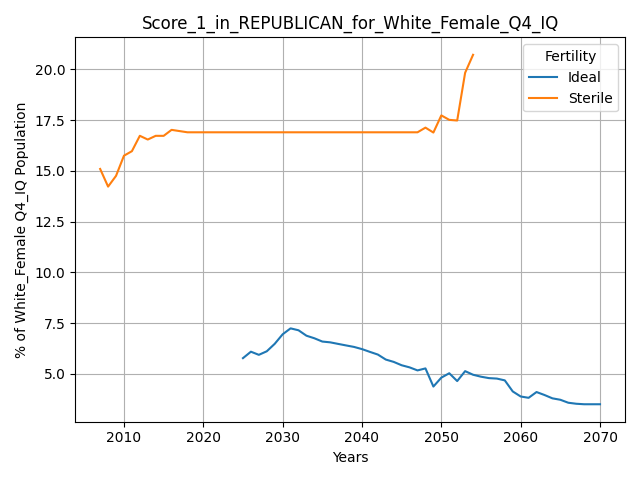 Score_1_in_REPUBLICAN_for_White_Female_Q4_IQ
Fertility
Ideal
Sterile
% of White_Female Q4_IQ Population
20.0
17.5
15.0
12.5
10.0
7.5
5.0
2010 2020 2030 2040 2050 2060 2070
Years